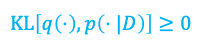 KL[q(·), p(· |D)] ≥ 0